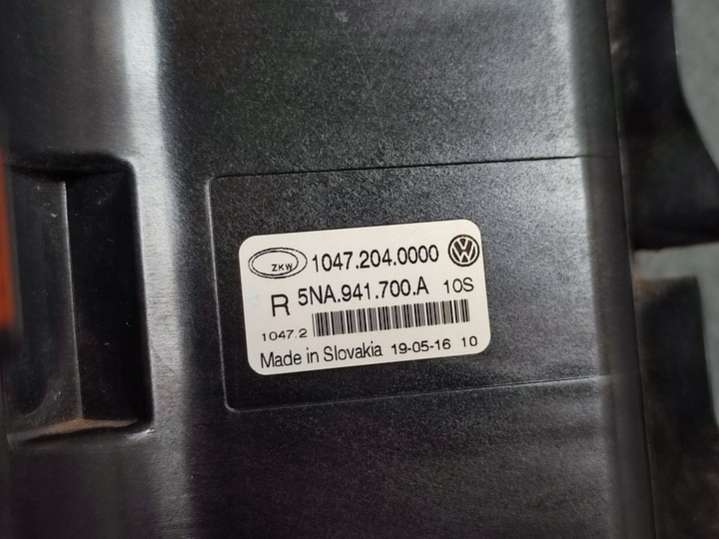 ZKW 1047.204.0000
R 5NA.941.700.A 10S
1047.2
Made in Slovakia 19-05-16 10